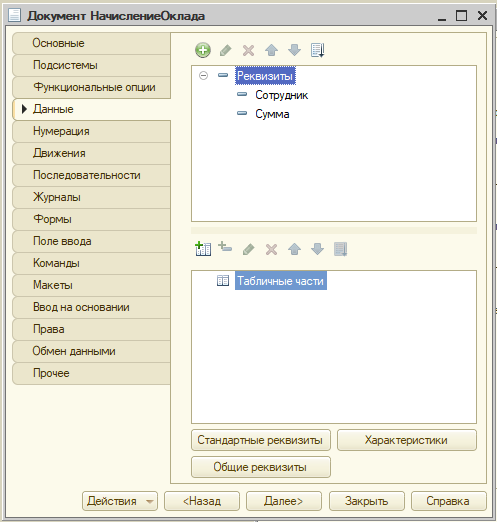 Документ НачислениеОклада
Основные
Подсистемы
Функциональные опции
Данные
Нумерация
Движения
Последовательности
Журналы
Формы
Поле ввода
Команды
Макеты
Ввод на основании
Права
Обмен данными
Прочее
Реквизиты
Сотрудник
Сумма
Табличные части
Стандартные реквизиты
Характеристики
Общие реквизиты
Действия
<Назад
Далее>
Закрыть
Справка